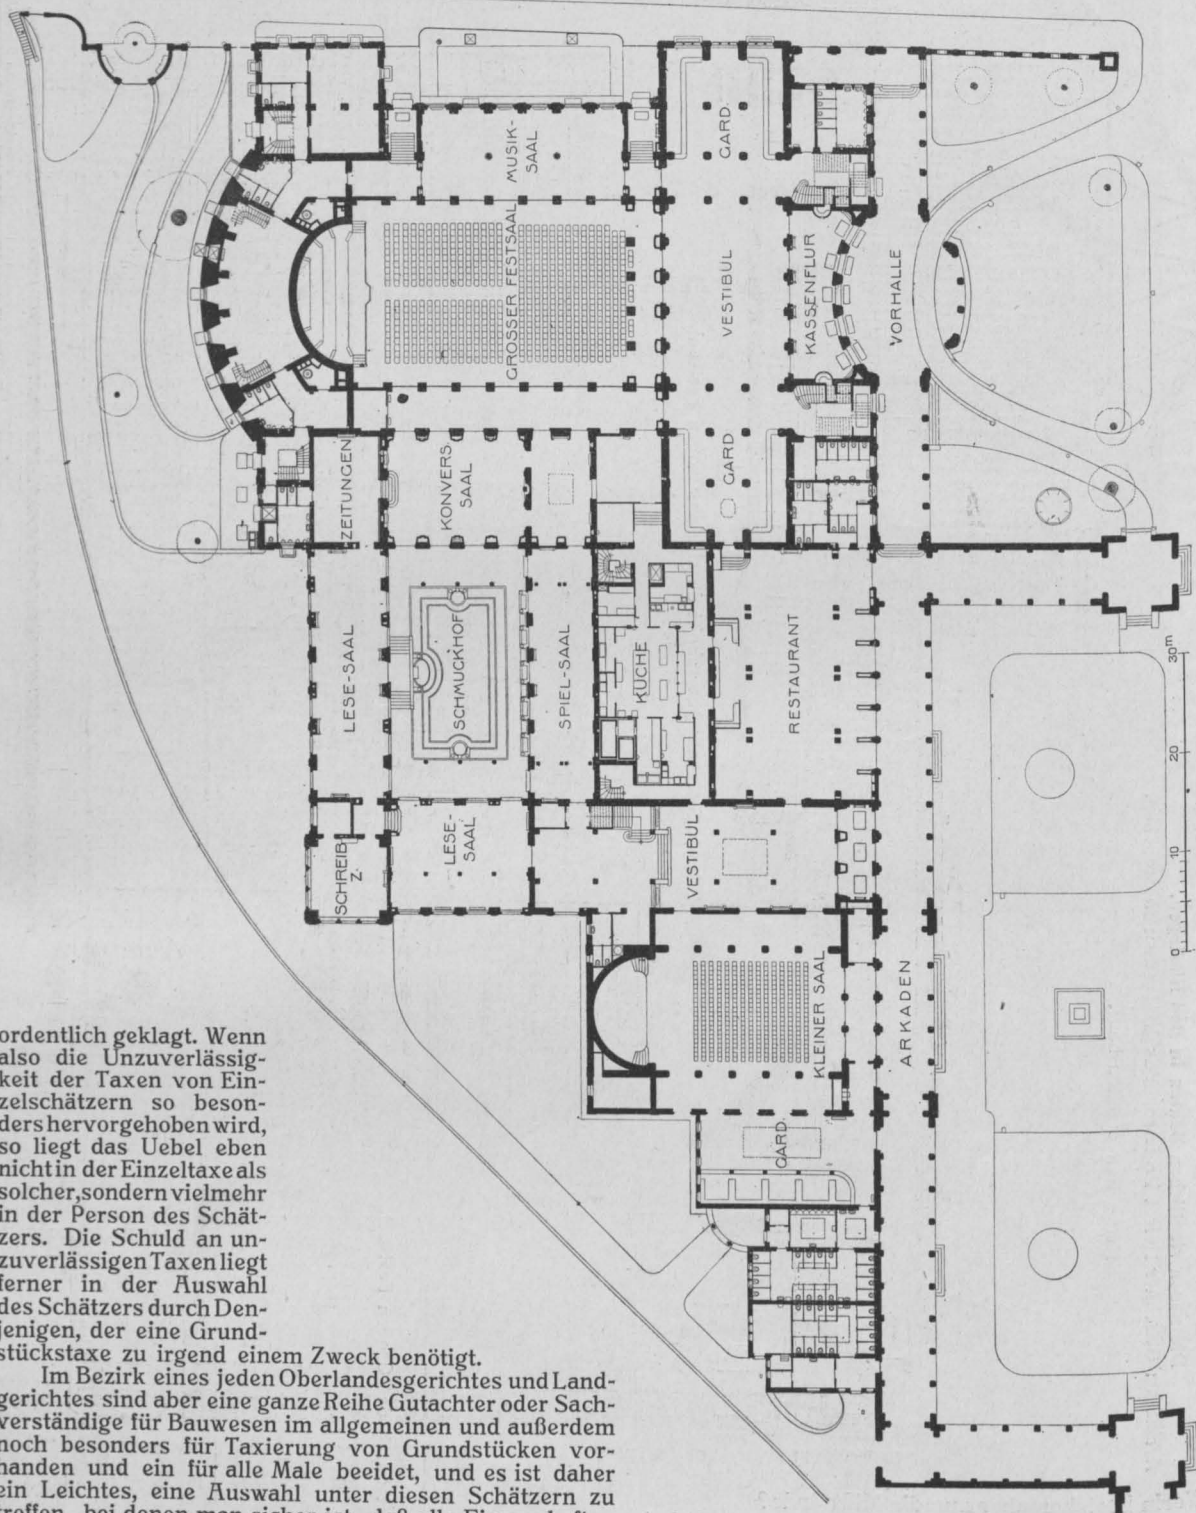 MUSIK-
SAAL
GARD.
GROSSER FESTSAAL
VESTIBÜL
KASSENFLUR
VORHALLE
ZEITUNGEN
KONVERS.
SAAL
GARD.
LESE-SAAL
SCHMUCKHOF
SPIEL-SAAL
KÜCHE
RESTAURANT
30m
20
10
0
SCHREIB
Z.
LESE-
SAAL
VESTIBÜL
KLEINER SAAL
ARKADEN
GARD.
ordentlich geklagt. Wenn
also die Unzuverlässig-
keit der Taxen von Ein-
zelschätzern so beson-
ders hervorgehoben wird,
so liegt das Uebel eben
nicht in der Einzeltaxe als
solcher, sondern vielmehr
in der Person des Schät-
zers. Die Schuld an un-
zuverlässigen Taxen liegt
ferner in der Auswahl
des Schätzers durch Den-
jenigen, der eine Grund-
stückstaxe zu irgend einem Zweck benötigt.
Im Bezirk eines jeden Oberlandesgerichtes und Land-
gerichtes sind aber eine ganze Reihe Gutachter oder Sach-
verständige für Bauwesen im allgemeinen und außerdem
noch besonders für Taxierung von Grundstücken vor-
handen und ein für alle Male beeidet, und es ist daher
ein Leichtes, eine Auswahl unter diesen Schätzern zu